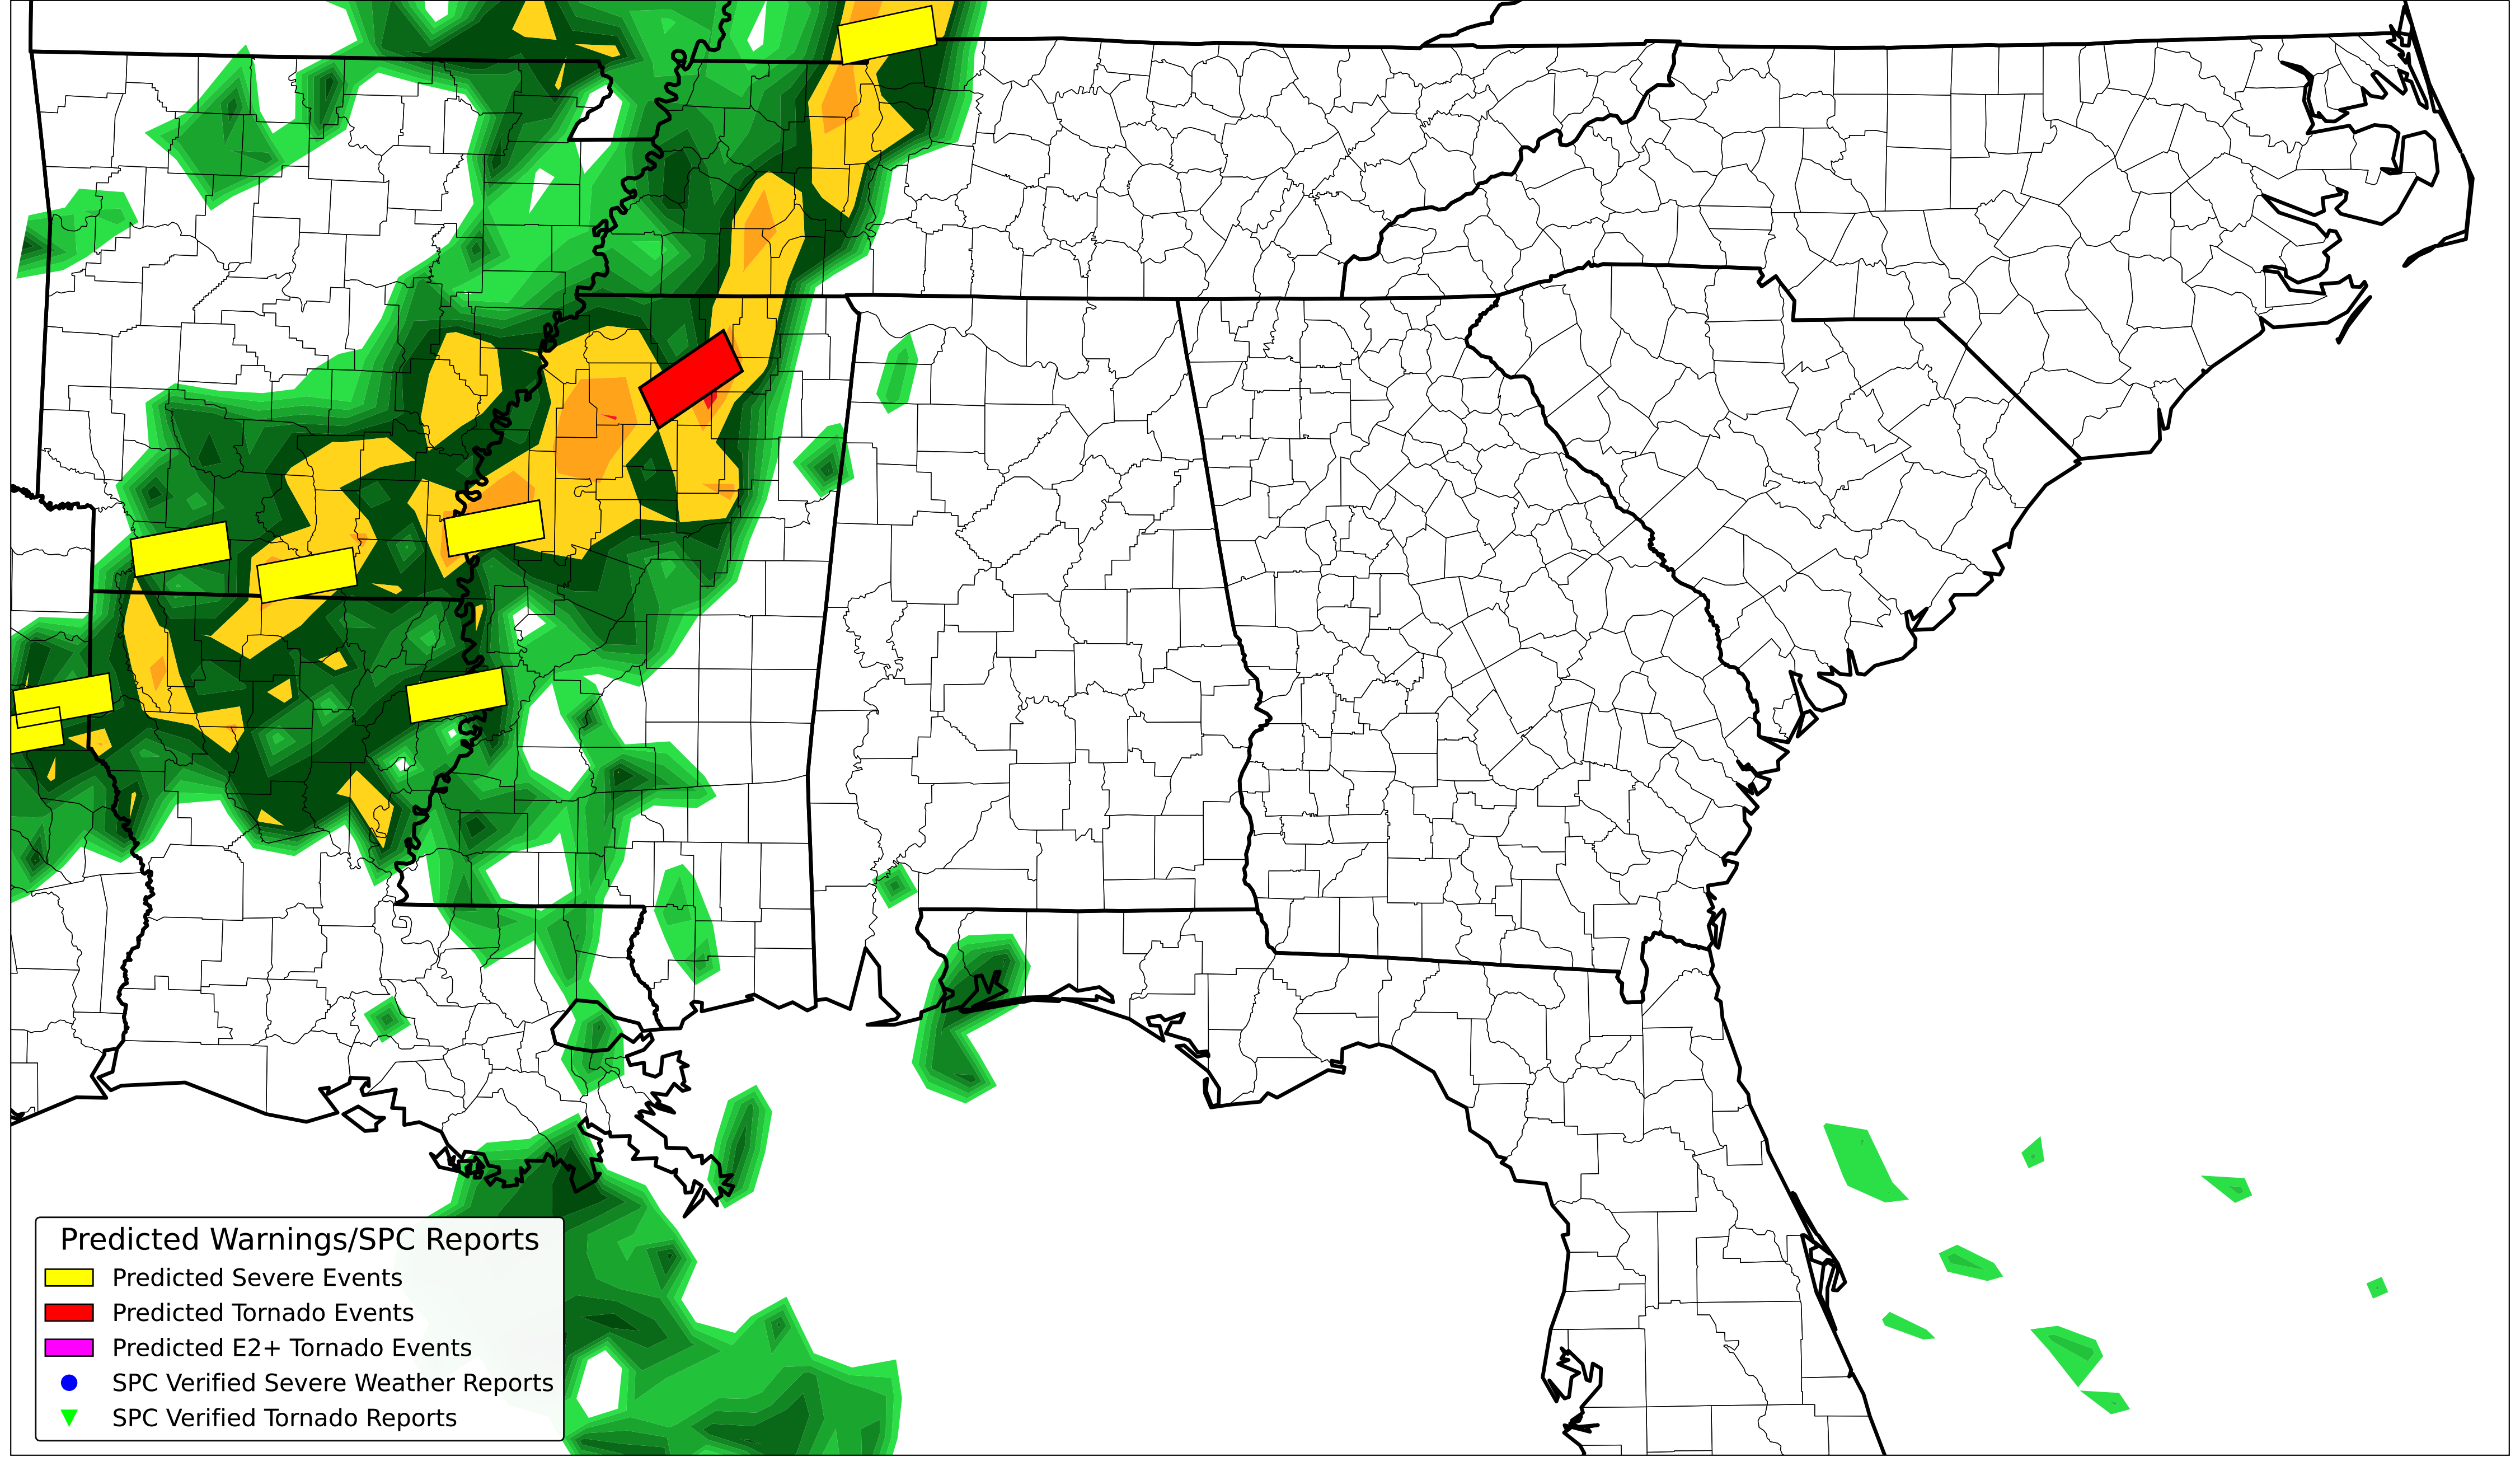 Predicted Warnings/SPC Reports
Predicted Severe Events
Predicted Tornado Events
Predicted E2+ Tornado Events
SPC Verified Severe Weather Reports
SPC Verified Tornado Reports